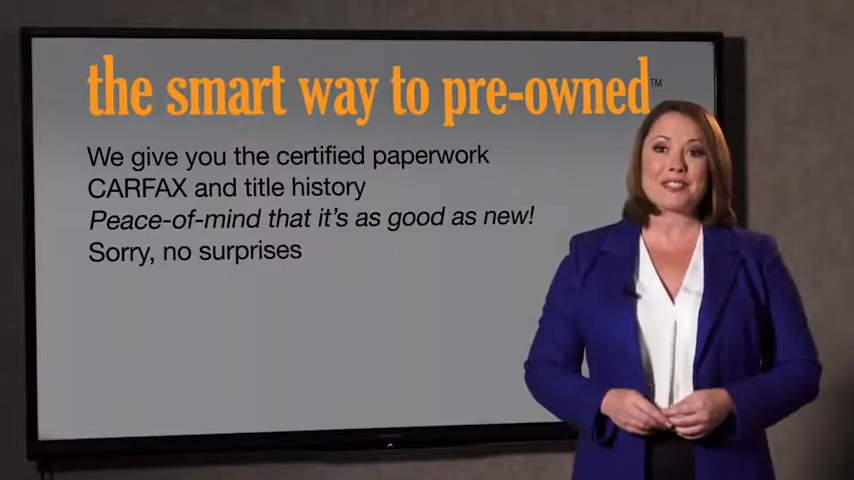 the smart way to pre-owned™
We give you the certified paperwork
CARFAX and title history
Peace-of-mind that it's as good as new!
Sorry, no surprises